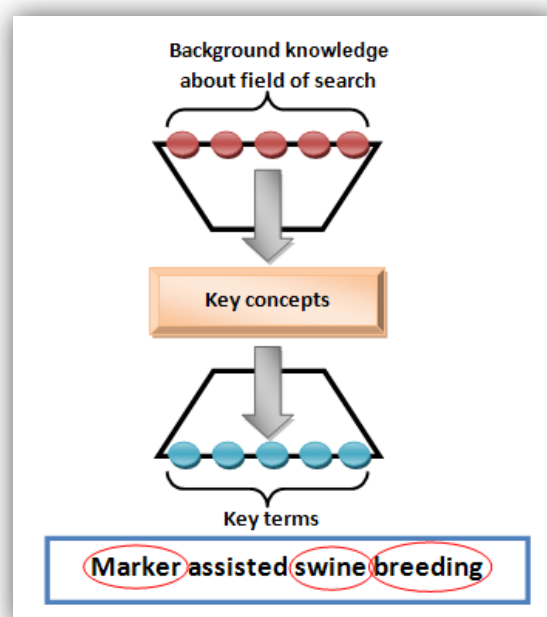 Background knowledge
about field of search
Key concepts
Key terms
Marker assisted swine breeding